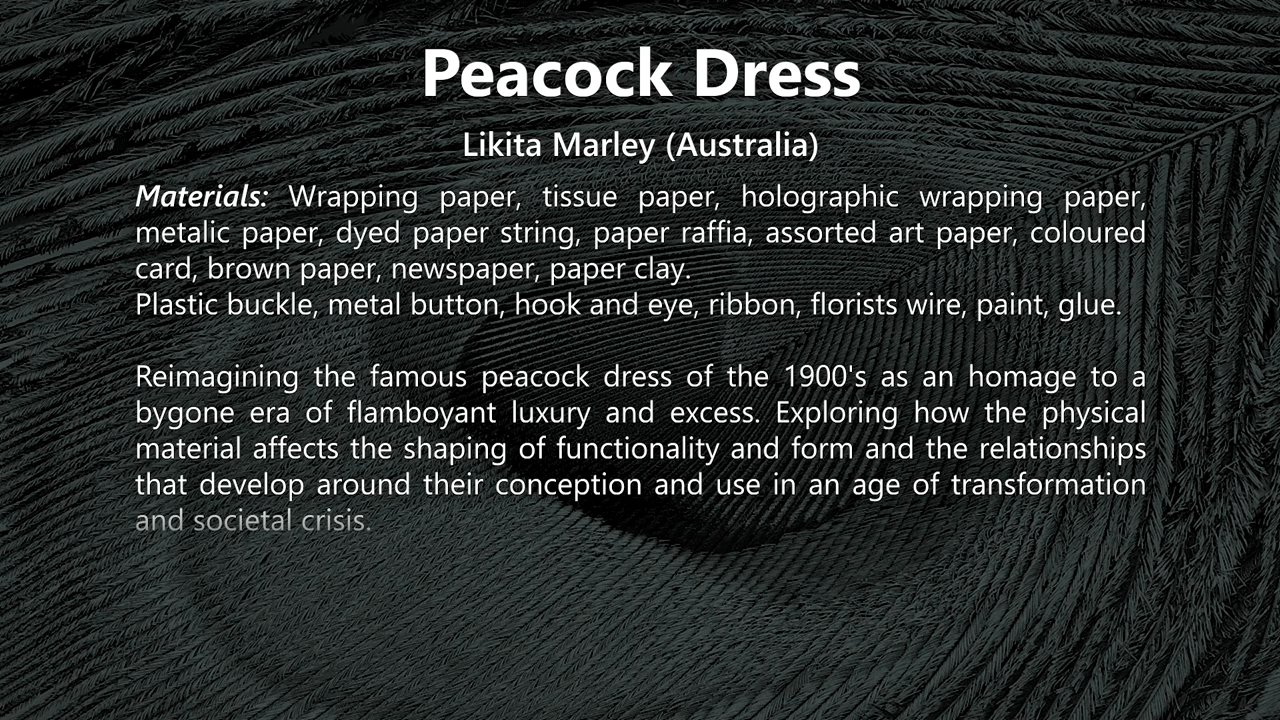 Peacock Dress
Likita Marley (Australia)
Materials: Wrapping paper, tissue paper, holographic wrapping paper,
metalic paper, dyed paper string, paper raffia, assorted art paper, coloured
card, brown paper, newspaper, paper clay.
Plastic buckle, metal button, hook and eye, ribbon, florists wire, paint, glue.
Reimagining the famous peacock dress of the 1900's as an homage to a
bygone era of flamboyant luxury and excess. Exploring how the physical
material affects the shaping of functionality and form and the relationships
that develop around their conception and use in an age of transformation
and societal crisis.